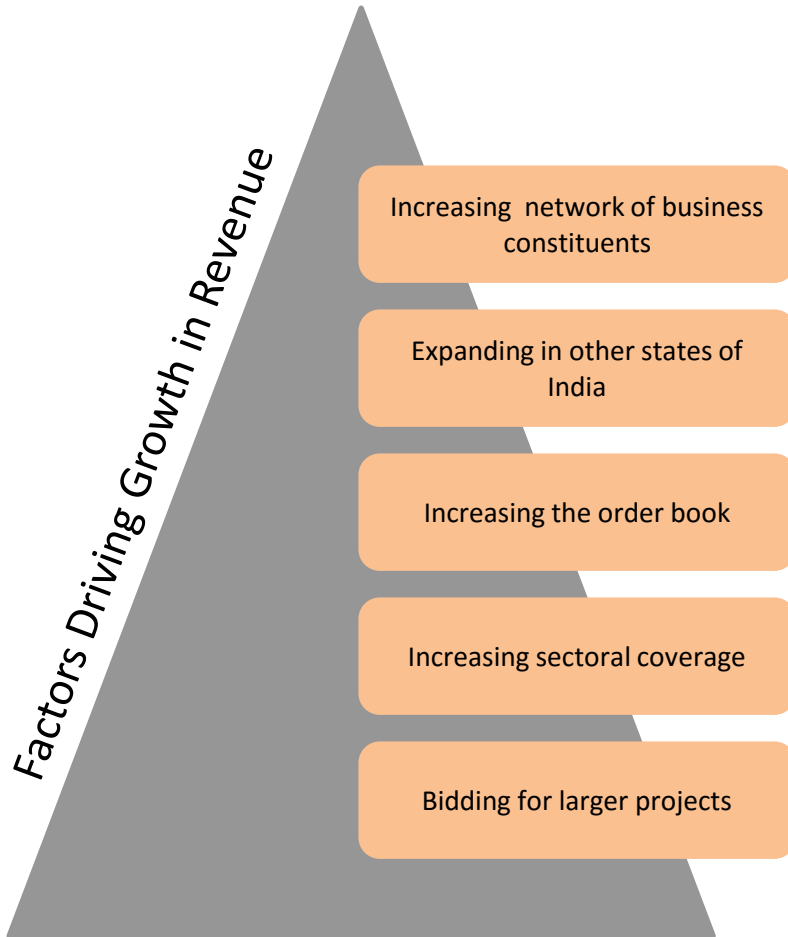 Factors Driving Growth in Revenue
Increasing network of business
constituents
Expanding in other states of
India
Increasing the order book
Increasing sectoral coverage
Bidding for larger projects